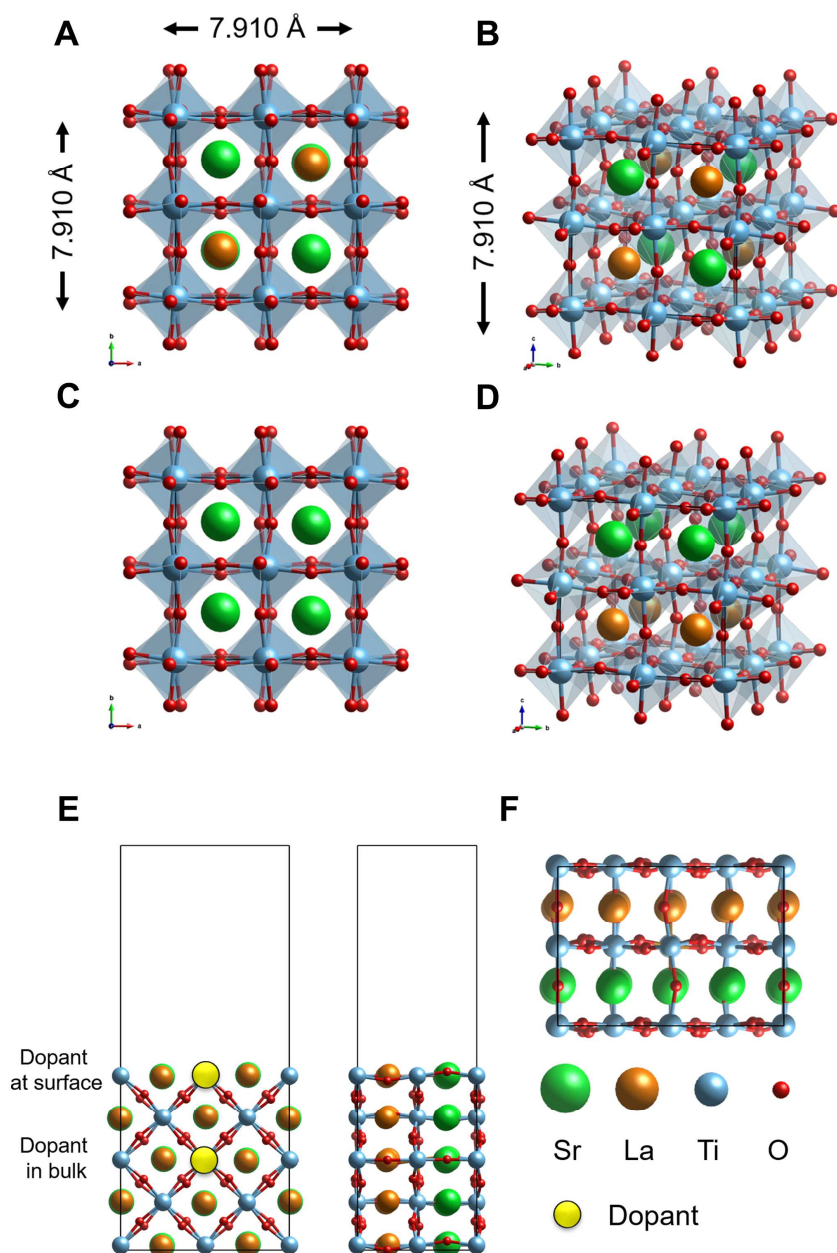 A
7.910 Å
7.910 Å
b
a
B
7.910 Å
c
a
b
C
b
a
D
c
a
b
E
Dopant
at surface
Dopant
in bulk
F
Sr La Ti O
Dopant